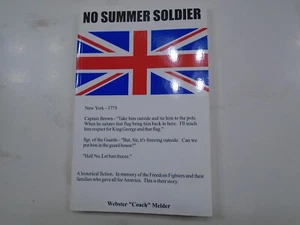 NO SUMMER SOLDIER
New York - 1775
Captain Brown - "Take him outside and tie him to the pole.
When he salutes that flag bring him back in here. I'll teach
him respect for King George and that flag."
Sgt. of the Guards - "But, Sir, it's freezing outside. Can we
put him in the guard house?"
"Hell No, Let him freeze."
A historical fiction. In memory of the Freedom Fighters and their
families who gave all for America. This is their story.
Webster "Coach" Melder